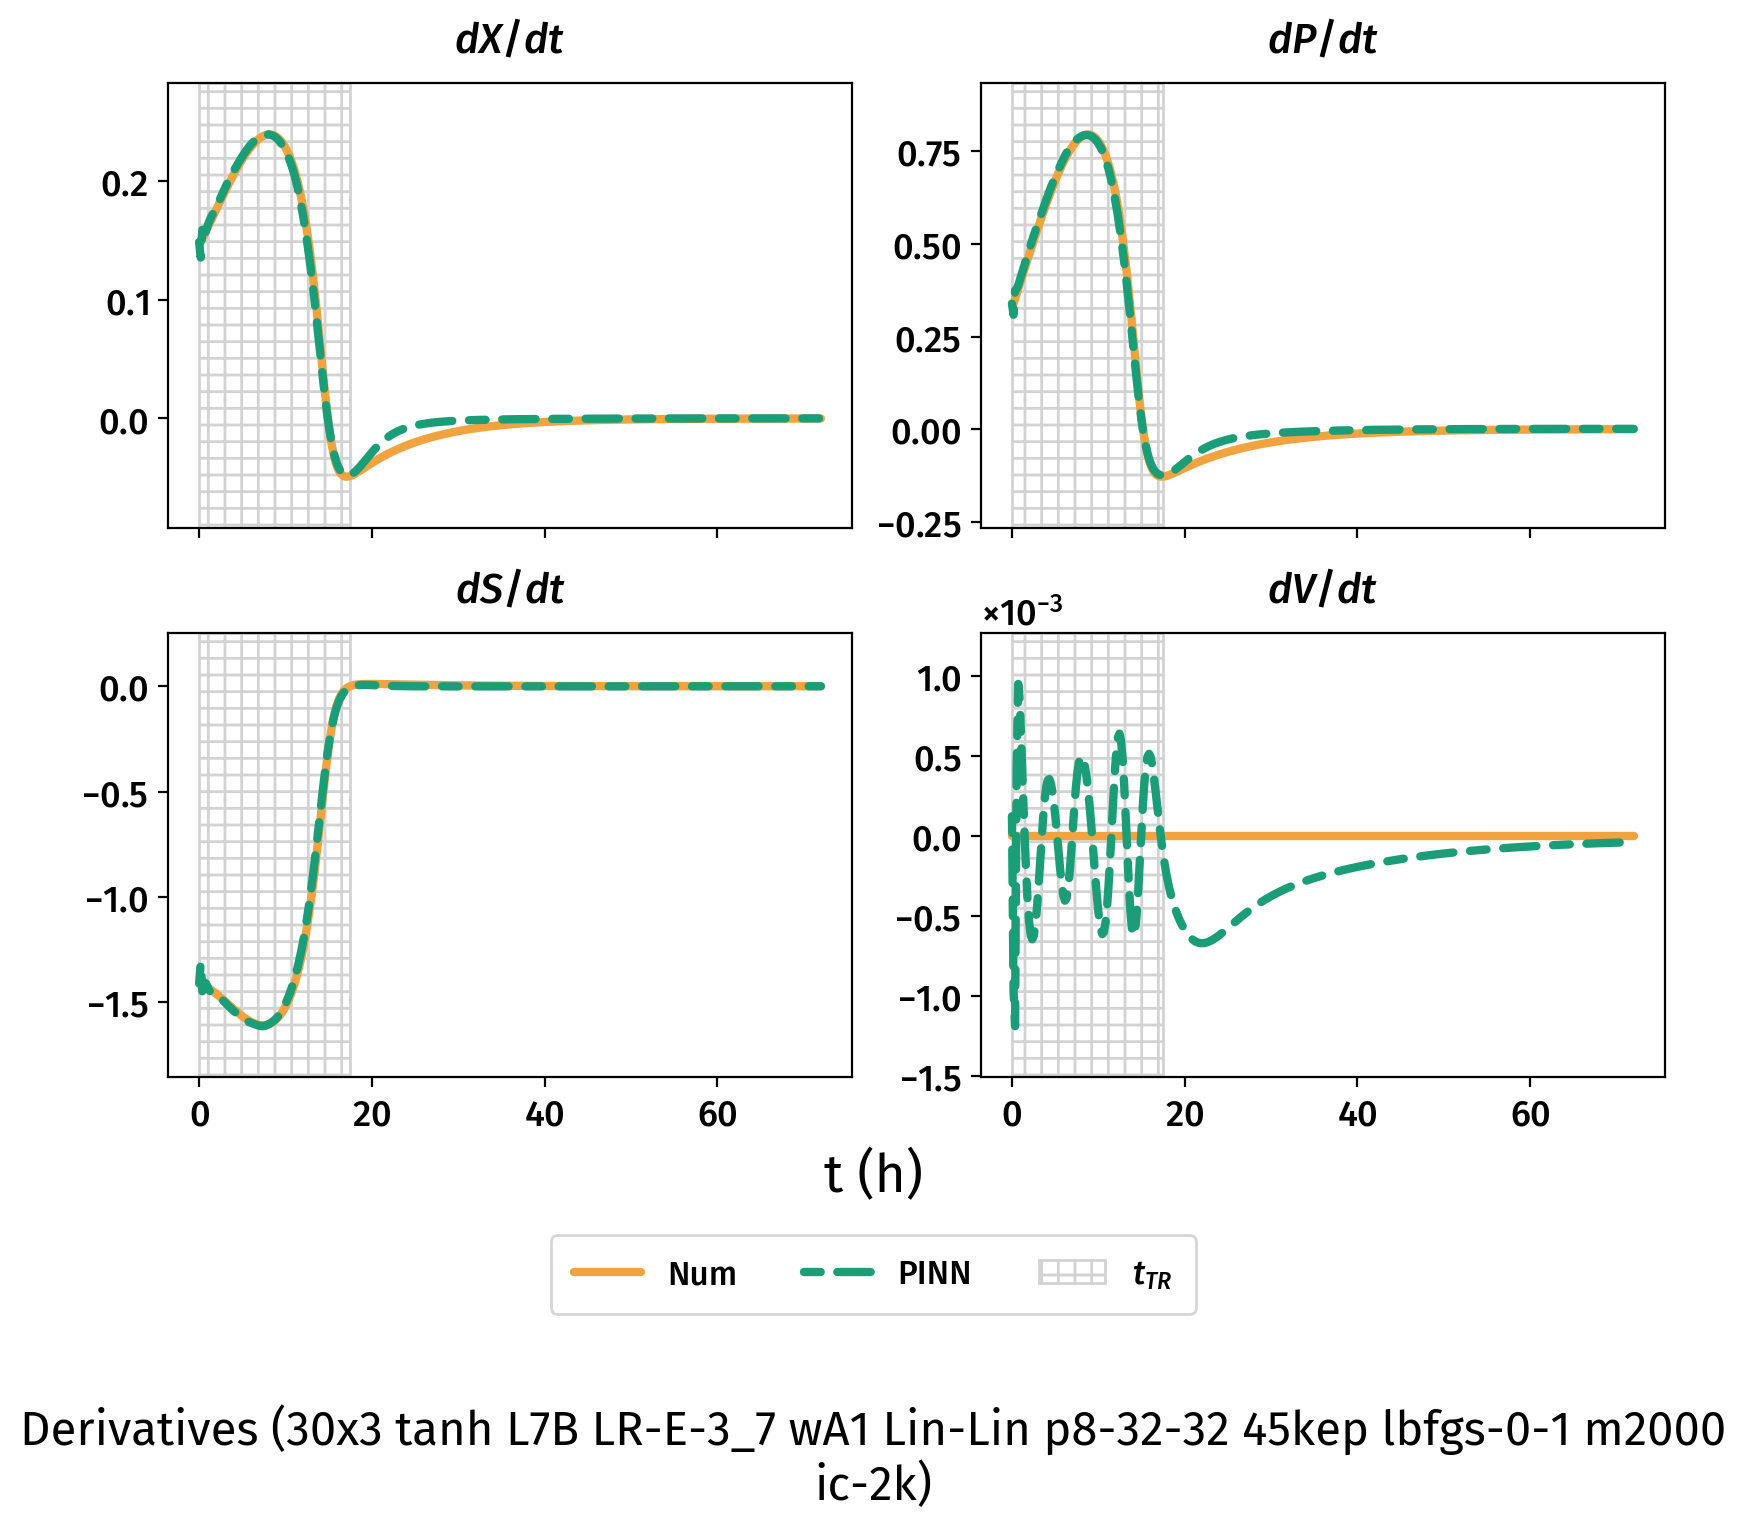 dX/dt
dP/dt
0.2
0.1
0.0
0.75
0.50
0.25
0.00
−0.25
dS/dt
dV/dt
×10⁻³
0.0
−0.5
−1.0
−1.5
0 20 40 60
1.0
0.5
0.0
−0.5
−1.0
−1.5
0 20 40 60
t (h)
Num PINN t_TR
Derivatives (30x3 tanh L7B LR-E-3_7 wA1 Lin-Lin p8-32-32 45kep lbfgs-0-1 m2000
ic-2k)